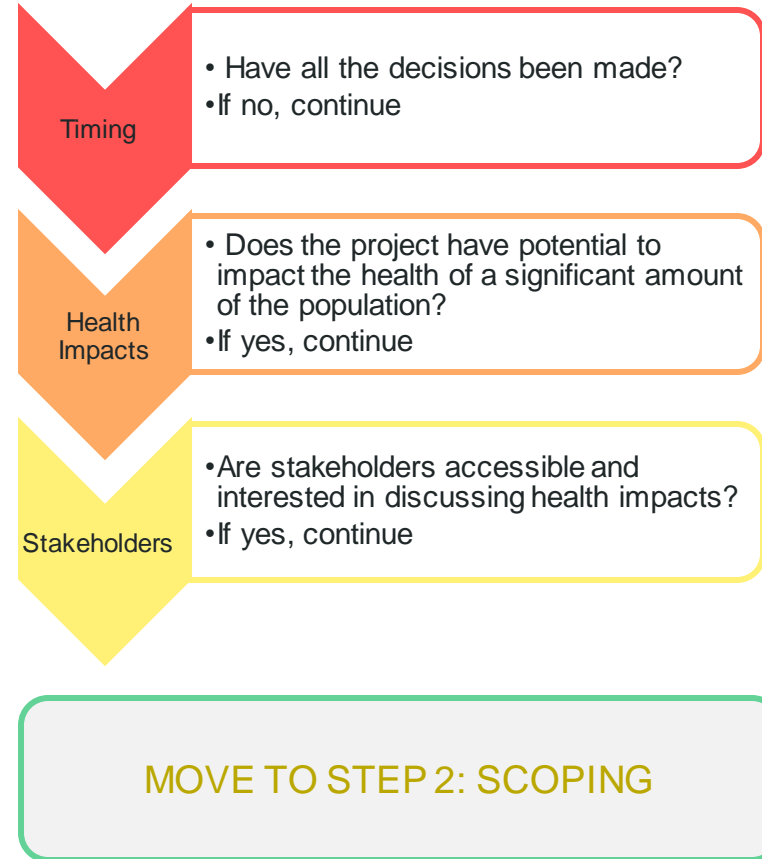 Timing
• Have all the decisions been made?
•If no, continue
Health
Impacts
• Does the project have potential to
impact the health of a significant amount
of the population?
•If yes, continue
Stakeholders
•Are stakeholders accessible and
interested in discussing health impacts?
•If yes, continue
MOVE TO STEP 2: SCOPING